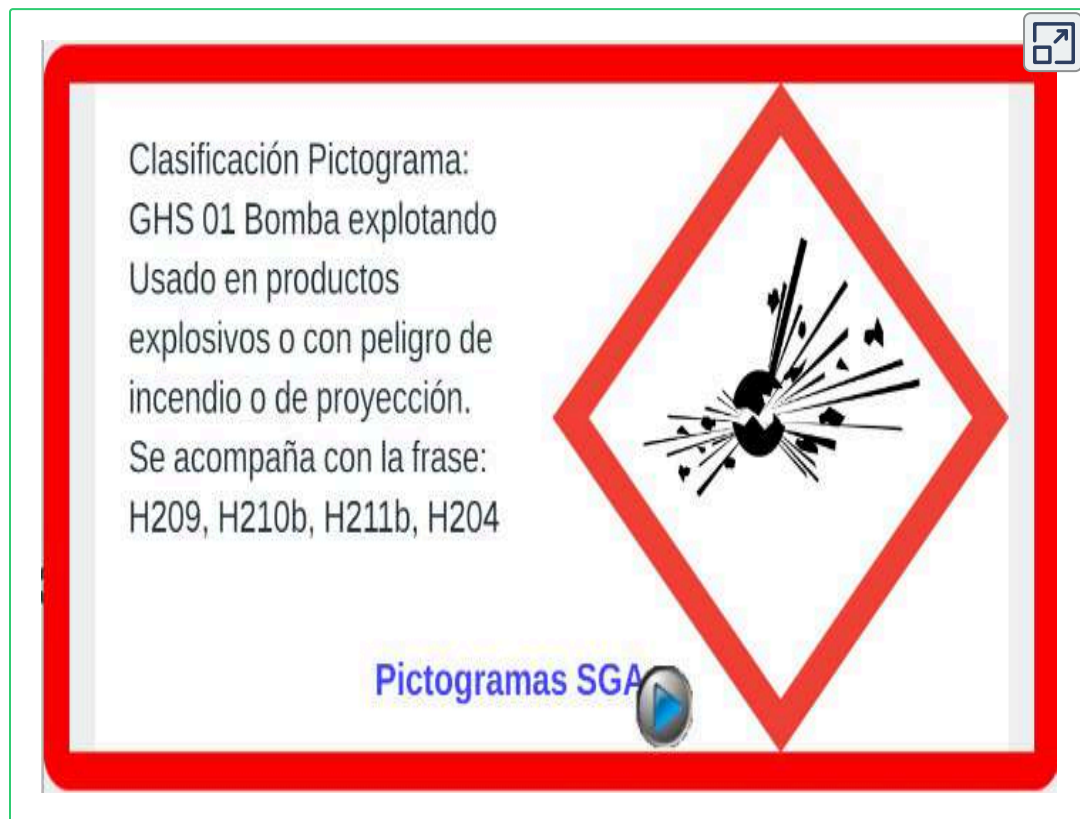 Clasificación Pictograma:
GHS 01 Bomba explotando
Usado en productos
explosivos o con peligro de
incendio o de proyección.
Se acompaña con la frase:
H209, H210b, H211b, H204
Pictogramas SGA